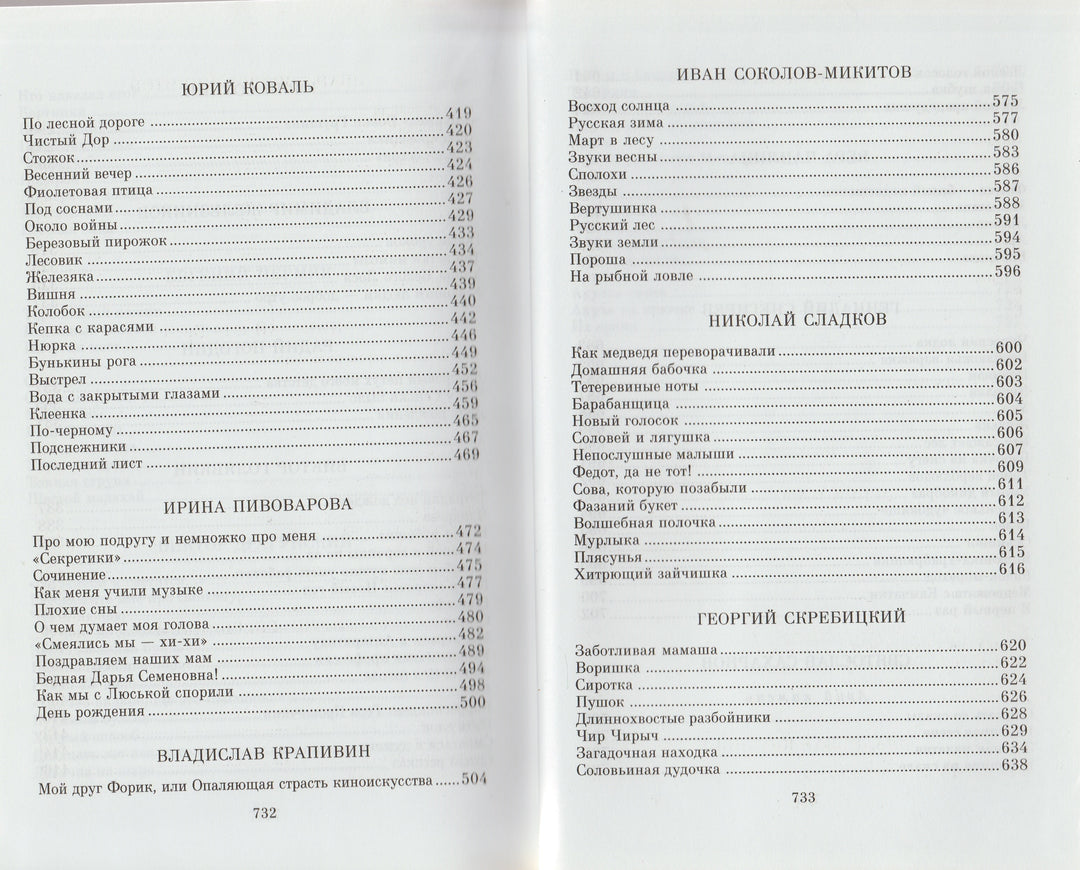 ЮРИЙ КОВАЛЬ
По лесной дороге 419
Чистый Дор 420
Стожок 423
Весенний вечер 424
Фиолетовая птица 426
Под соснами 427
Около войны 429
Березовый пирожок 433
Лесовик 434
Железяка 437
Вишня 439
Колобок 440
Кепка с карасями 442
Нюрка 446
Бунькины рога 449
Выстрел 452
Вода с закрытыми глазами 456
Клеенка 459
По-черному 465
Подснежники 467
Последний лист 469
ИРИНА ПИВОВАРОВА
Про мою подругу и немножко про меня 472
«Секретики» 474
Сочинение 475
Как меня учили музыке 477
Плохие сны 479
О чем думает моя голова 480
«Смеялись мы — хи-хи» 482
Поздравляем наших мам 489
Бедная Дарья Семеновна! 494
Как мы с Люськой спорили 498
День рождения 500
ВЛАДИСЛАВ КРАПИВИН
Мой друг Форик, или Опаляющая страсть киноискусства 504
732
ИВАН СОКОЛОВ-МИКИТОВ
Восход солнца 575
Русская зима 577
Март в лесу 580
Звуки весны 583
Сполохи 586
Звезды 587
Вертушинка 588
Русский лес 591
Звуки земли 594
Пороша 595
На рыбной ловле 596
НИКОЛАЙ СЛАДКОВ
Как медведя переворачивали 600
Домашняя бабочка 602
Тетеревиные ноты 603
Барабанщица 604
Новый голосок 605
Соловей и лягушка 606
Непослушные малыши 607
Федот, да не тот! 609
Сова, которую позабыли 611
Фазаний букет 612
Волшебная полочка 613
Мурлыка 614
Плясунья 615
Хитрющий зайчишка 616
ГЕОРГИЙ СКРЕБИЦКИЙ
Заботливая мамаша 620
Воришка 622
Сиротка 624
Пушок 626
Длиннохвостые разбойники 628
Чир Чирыч 629
Загадочная находка 634
Соловьиная дудочка 638
733